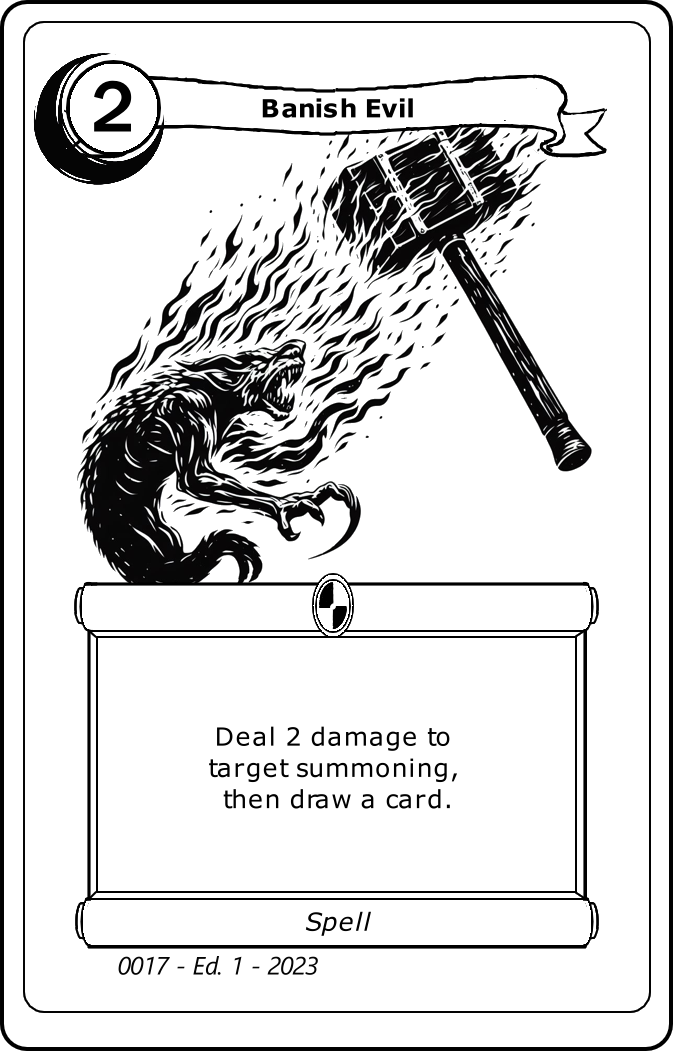 2
Banish Evil
Deal 2 damage to
target summoning,
then draw a card.
Spell
0017 - Ed. 1 - 2023